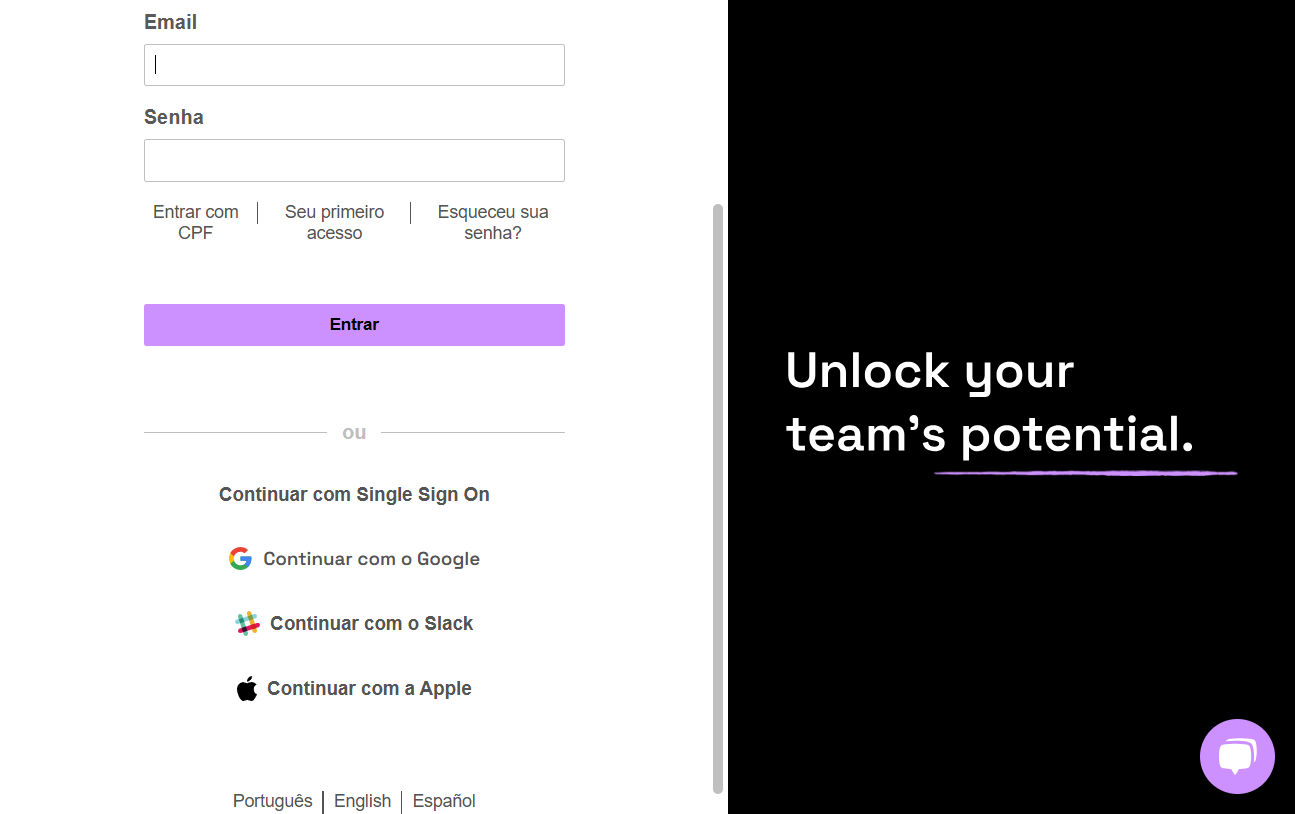 Email
Senha
Entrar com
CPF
Seu primeiro
acesso
Esqueceu sua
senha?
Entrar
ou
Continuar com Single Sign On
Continuar com o Google
Continuar com o Slack
Continuar com a Apple
Português
English
Español
Unlock your
team’s potential.